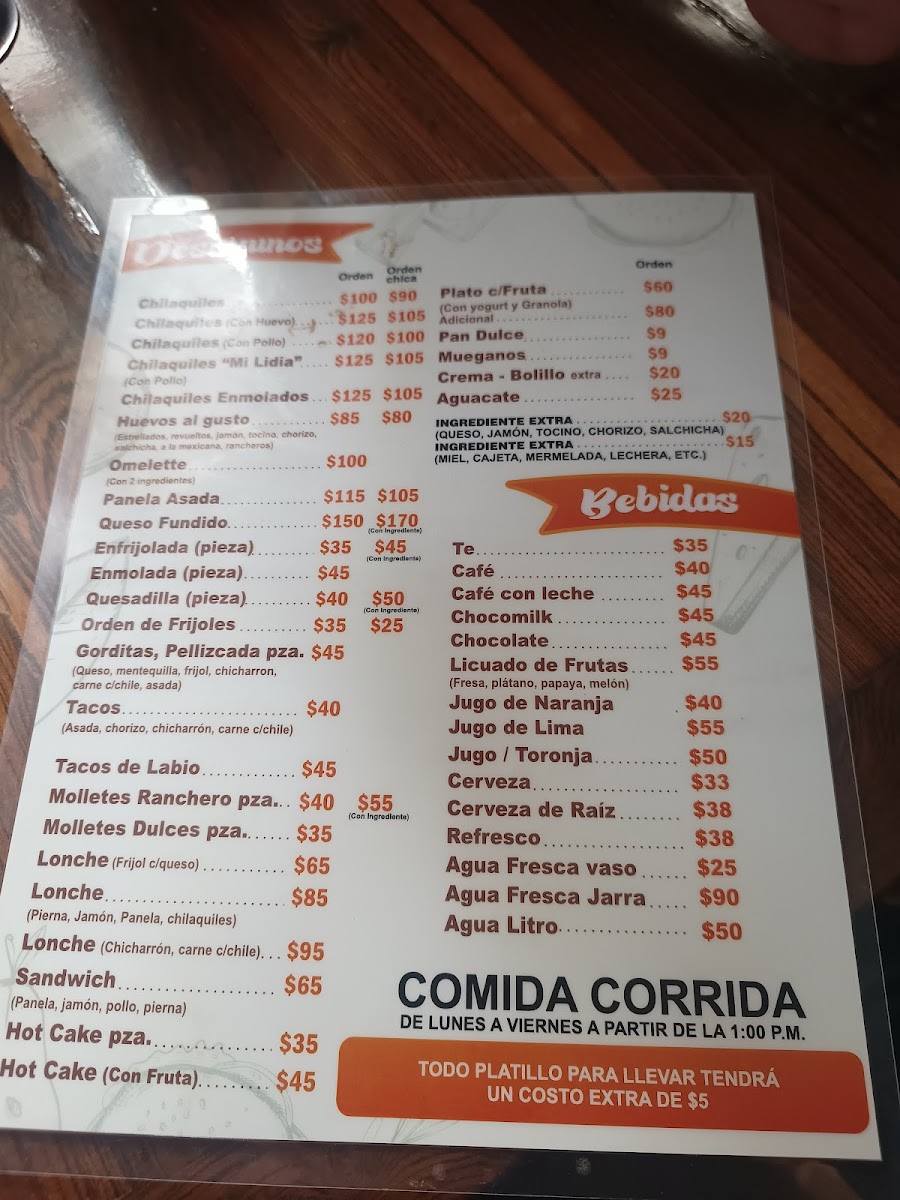 Desayunos
Orden Orden chica
Chilaquiles ............ $100 $90
Chilaquiles (Con Huevo) ...... $125 $105
Chilaquiles (Con Pollo) ........ $120 $100
Chilaquiles "Mi Lidia"..... $125 $105
(Con Pollo)
Chilaquiles Enmolados ... $125 $105
Huevos al gusto ............ $85 $80
(Estrellados, revueltos, jamón, tocino, chorizo,
salchicha, a la mexicana, rancheros)
Omelette ...................... $100
(Con 2 ingredientes)
Panela Asada............... $115 $105
Queso Fundido.............. $150 $170
(Con Ingrediente)
Enfrijolada (pieza).......... $35 $45
(Con Ingrediente)
Enmolada (pieza)........... $45
Quesadilla (pieza).......... $40 $50
(Con Ingrediente)
Orden de Frijoles ........... $35 $25
Gorditas, Pellizcada pza. $45
(Queso, mentequilla, frijol, chicharron,
carne c/chile, asada)
Tacos............................ $40
(Asada, chorizo, chicharrón, carne c/chile)
Tacos de Labio.............. $45
Molletes Ranchero pza... $40 $55
(Con Ingrediente)
Molletes Dulces pza....... $35
Lonche (Frijol c/queso) ............ $65
Lonche............................ $85
(Pierna, Jamón, Panela, chilaquiles)
Lonche (Chicharrón, carne c/chile)... $95
Sandwich....................... $65
(Panela, jamón, pollo, pierna)
Hot Cake pza................. $35
Hot Cake (Con Fruta)......... $45
Orden
Plato c/Fruta ............... $60
(Con yogurt y Granola)
Adicional ........................ $80
Pan Dulce.................... $9
Mueganos ................... $9
Crema - Bolillo extra .... $20
Aguacate ..................... $25
INGREDIENTE EXTRA ........................ $20
(QUESO, JAMÓN, TOCINO, CHORIZO, SALCHICHA)
INGREDIENTE EXTRA ........................ $15
(MIEL, CAJETA, MERMELADA, LECHERA, ETC.)
Bebidas
Te............................. $35
Café ......................... $40
Café con leche ......... $45
Chocomilk ................ $45
Chocolate................. $45
Licuado de Frutas...... $55
(Fresa, plátano, papaya, melón)
Jugo de Naranja . $40
Jugo de Lima $55
Jugo / Toronja............ $50
Cerveza..................... $33
Cerveza de Raíz ........ $38
Refresco................... $38
Agua Fresca vaso ...... $25
Agua Fresca Jarra..... $90
Agua Litro................. $50
COMIDA CORRIDA
DE LUNES A VIERNES A PARTIR DE LA 1:00 P.M.
TODO PLATILLO PARA LLEVAR TENDRÁ
UN COSTO EXTRA DE $5